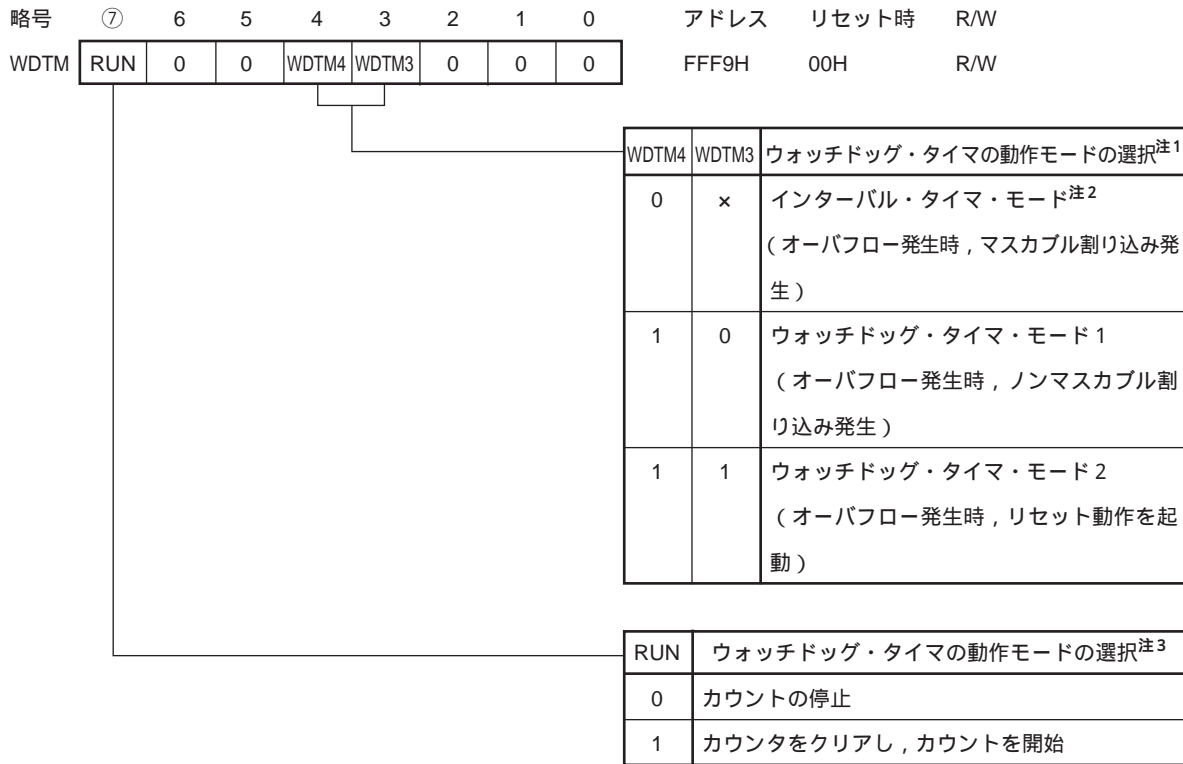 略号 ⑦ 6 5 4 3 2 1 0 アドレス リセット時 R/W
WDTM RUN 0 0 WDTM4 WDTM3 0 0 0 FFF9H 00H R/W
WDTM4 WDTM3 ウォッチドッグ・タイマの動作モードの選択注1
0 × インターバル・タイマ・モード注2
(オーバフロー発生時,マスカブル割り込み発
生)
1 0 ウォッチドッグ・タイマ・モード1
(オーバフロー発生時,ノンマスカブル割
り込み発生)
1 1 ウォッチドッグ・タイマ・モード2
(オーバフロー発生時,リセット動作を起
動)
RUN ウォッチドッグ・タイマの動作モードの選択注3
0 カウントの停止
1 カウンタをクリアし,カウントを開始